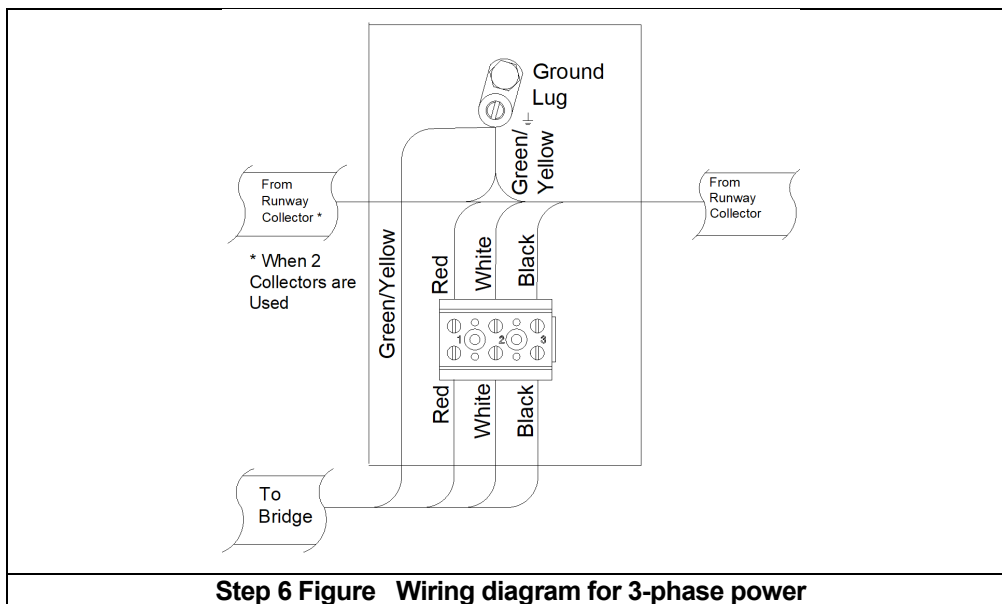 Ground
Lug
Green/
Yellow
From
Runway
Collector *
From
Runway
Collector
* When 2
Collectors are
Used
Green/Yellow
Red
White
Black
1
2
3
Red
White
Black
To
Bridge
Step 6 Figure Wiring diagram for 3-phase power